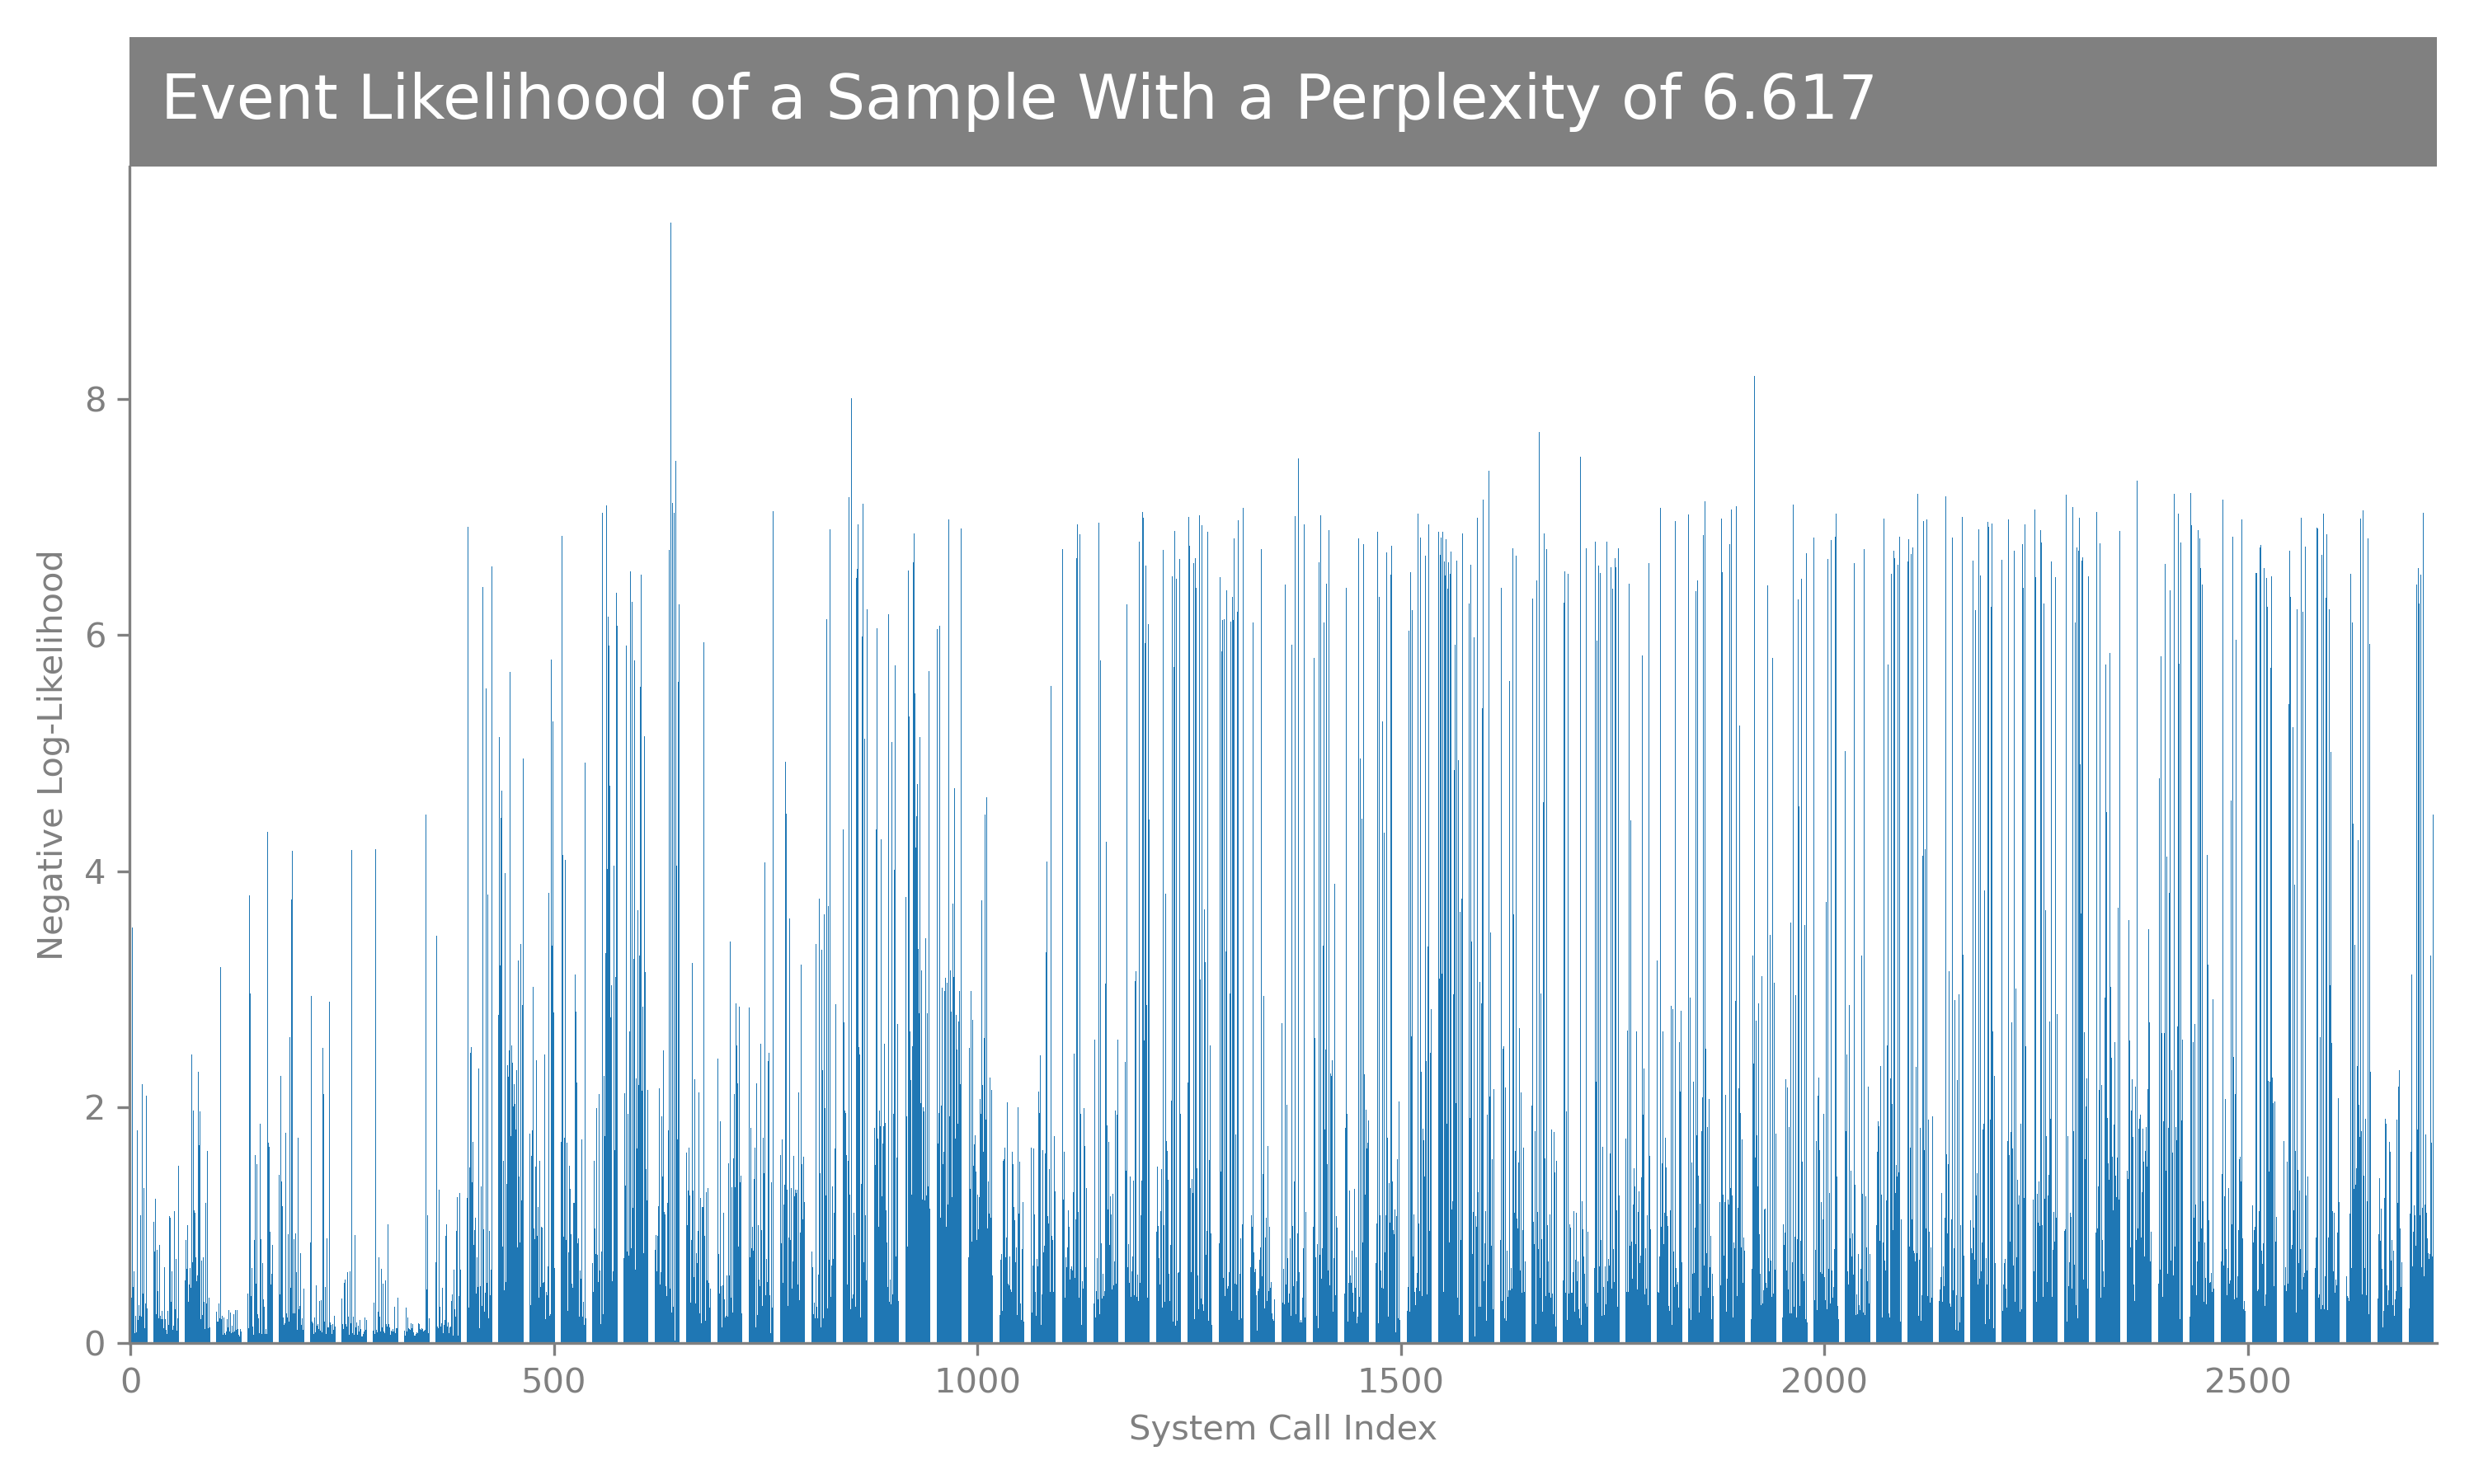 Event Likelihood of a Sample With a Perplexity of 6.617
Negative Log-Likelihood
8
6
4
2
0
0 500 1000 1500 2000 2500
System Call Index